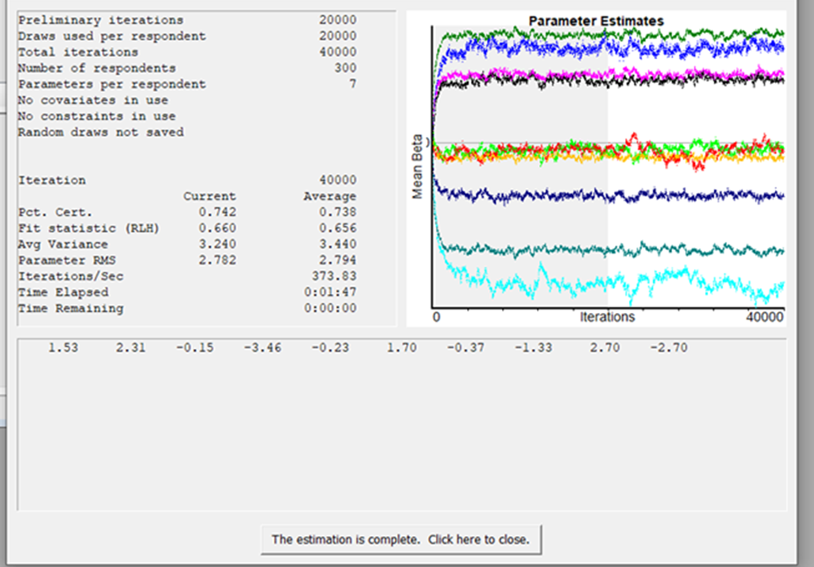 Preliminary iterations 20000
Draws used per respondent 20000
Total iterations 40000
Number of respondents 300
Parameters per respondent 7
No covariates in use
No constraints in use
Random draws not saved
Iteration 40000
Current Average
Pct. Cert. 0.742 0.738
Fit statistic (RLH) 0.660 0.656
Avg Variance 3.240 3.440
Parameter RMS 2.782 2.794
Iterations/Sec 373.83
Time Elapsed 0:01:47
Time Remaining 0:00:00
Parameter Estimates
Mean Beta
0
0 Iterations 40000
1.53 2.31 -0.15 -3.46 -0.23 1.70 -0.37 -1.33 2.70 -2.70
The estimation is complete. Click here to close.